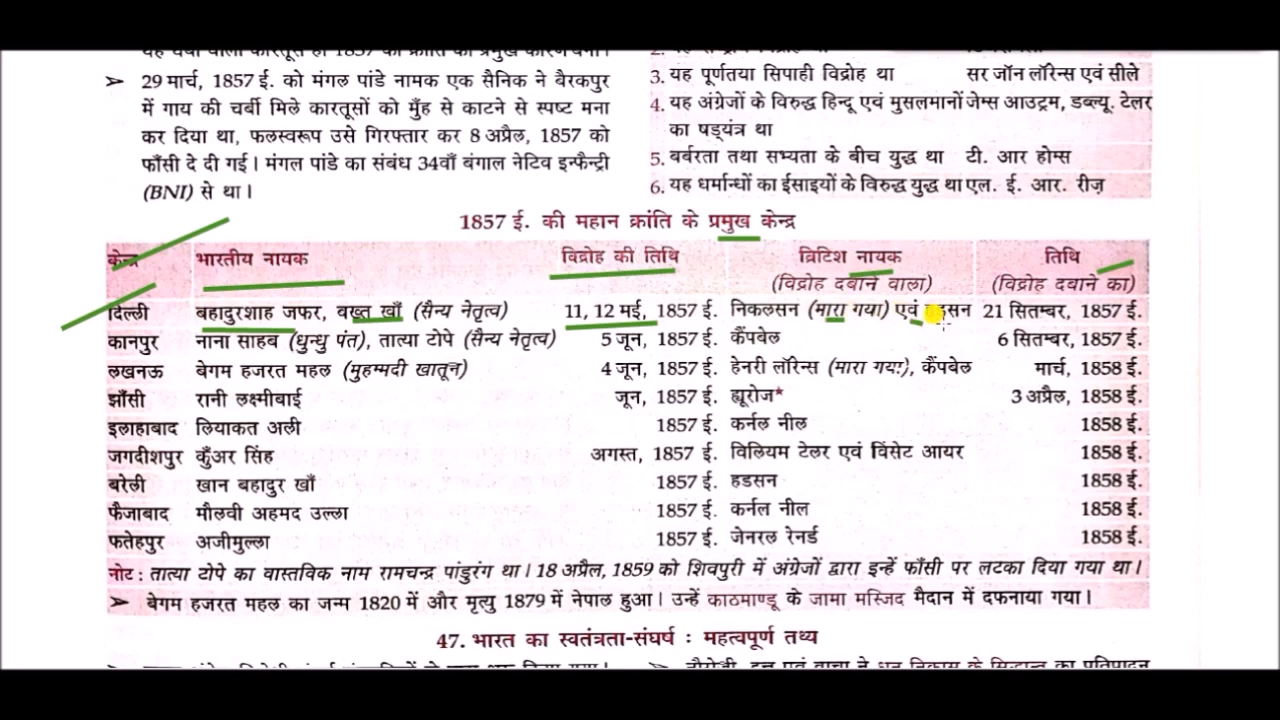 यह चर्बी वाला कारतूस ही 1857 की क्रांति का प्रमुख कारण बना।
➢ 29 मार्च, 1857 ई. को मंगल पांडे नामक एक सैनिक ने बैरकपुर
में गाय की चर्बी मिले कारतूसों को मुँह से काटने से स्पष्ट मना
कर दिया था, फलस्वरूप उसे गिरफ्तार कर 8 अप्रैल, 1857 को
फाँसी दे दी गई। मंगल पांडे का संबंध 34वाँ बंगाल नेटिव इन्फैन्ट्री
(BNI) से था।
3. यह पूर्णतया सिपाही विद्रोह था सर जॉन लॉरेन्स एवं सीले
4. यह अंग्रेजों के विरुद्ध हिन्दू एवं मुसलमानों जेम्स आउट्रम, डब्ल्यू. टेलर
का षड्यंत्र था
5. बर्बरता तथा सभ्यता के बीच युद्ध था टी. आर होम्स
6. यह धर्मान्धों का ईसाइयों के विरुद्ध युद्ध था एल. ई. आर. रीज़
1857 ई. की महान क्रांति के प्रमुख केन्द्र
केन्द्र भारतीय नायक विद्रोह की तिथि ब्रिटिश नायक तिथि
(विद्रोह दबाने वाला) (विद्रोह दबाने का)
दिल्ली बहादुरशाह जफर, बख्त खाँ (सैन्य नेतृत्व) 11, 12 मई, 1857 ई. निकलसन (मारा गया) एवं हडसन 21 सितम्बर, 1857 ई.
कानपुर नाना साहब (धुन्धु पंत), तात्या टोपे (सैन्य नेतृत्व) 5 जून, 1857 ई. कैंपबेल 6 सितम्बर, 1857 ई.
लखनऊ बेगम हजरत महल (मुहम्मदी खातून) 4 जून, 1857 ई. हेनरी लॉरेन्स (मारा गया), कैंपबेल मार्च, 1858 ई.
झाँसी रानी लक्ष्मीबाई जून, 1857 ई. ह्यूरोज* 3 अप्रैल, 1858 ई.
इलाहाबाद लियाकत अली 1857 ई. कर्नल नील 1858 ई.
जगदीशपुर कुँअर सिंह अगस्त, 1857 ई. विलियम टेलर एवं विंसेट आयर 1858 ई.
बरेली खान बहादुर खाँ 1857 ई. हडसन 1858 ई.
फैजाबाद मौलवी अहमद उल्ला 1857 ई. कर्नल नील 1858 ई.
फतेहपुर अजीमुल्ला 1857 ई. जेनरल रेनर्ड 1858 ई.
नोट : तात्या टोपे का वास्तविक नाम रामचन्द्र पांडुरंग था। 18 अप्रैल, 1859 को शिवपुरी में अंग्रेजों द्वारा इन्हें फाँसी पर लटका दिया गया था।
➢ बेगम हजरत महल का जन्म 1820 में और मृत्यु 1879 में नेपाल हुआ। उन्हें काठमाण्डू के जामा मस्जिद मैदान में दफनाया गया।
47. भारत का स्वतंत्रता-संघर्ष : महत्वपूर्ण तथ्य